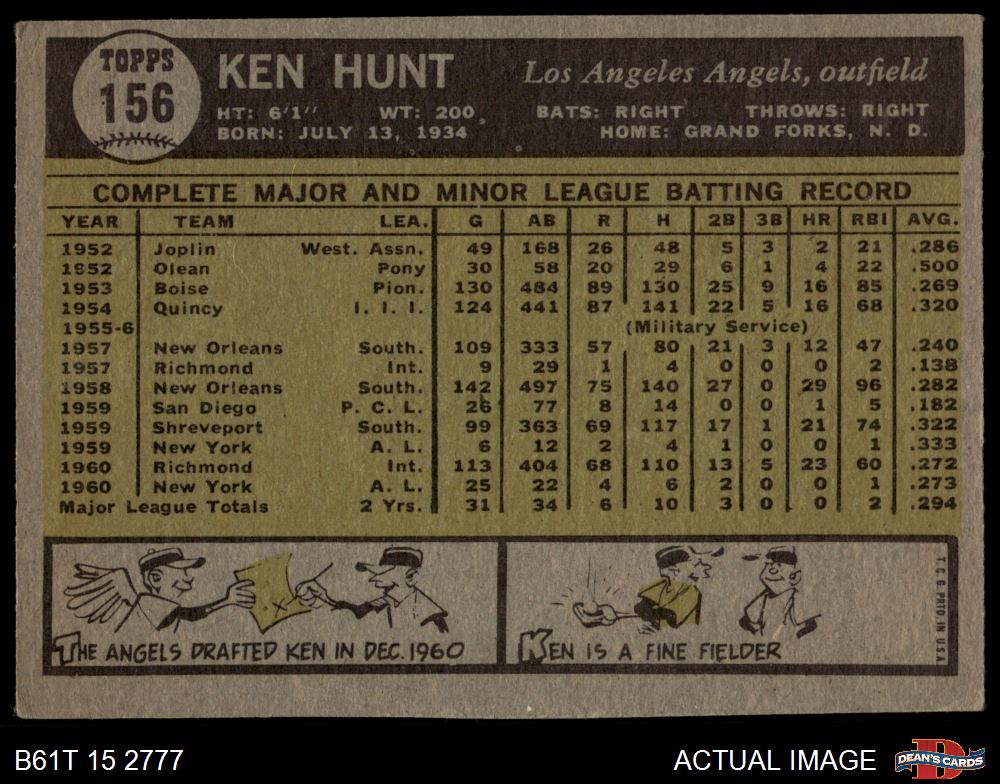 TOPPS
156
KEN HUNT
Los Angeles Angels, outfield
HT: 6'1" WT: 200 BATS: RIGHT THROWS: RIGHT
BORN: JULY 13, 1934 HOME: GRAND FORKS, N. D.
COMPLETE MAJOR AND MINOR LEAGUE BATTING RECORD
YEAR TEAM LEA. G AB R H 2B 3B HR RBI AVG.
1952 Joplin West. Assn. 49 168 26 48 5 3 2 21 .286
1952 Olean Pony 30 58 20 29 6 1 4 22 .500
1953 Boise Pion. 130 484 89 130 25 9 16 85 .269
1954 Quincy I. I. I. 124 441 87 141 22 5 16 68 .320
1955-6 (Military Service)
1957 New Orleans South. 109 333 57 80 21 3 12 47 .240
1957 Richmond Int. 9 29 1 4 0 0 0 2 .138
1958 New Orleans South. 142 497 75 140 27 0 29 96 .282
1959 San Diego P. C. L. 26 77 8 14 0 0 1 5 .182
1959 Shreveport South. 99 363 69 117 17 1 21 74 .322
1959 New York A. L. 6 12 2 4 1 0 0 1 .333
1960 Richmond Int. 113 404 68 110 13 5 23 60 .272
1960 New York A. L. 25 22 4 6 2 0 0 1 .273
Major League Totals 2 Yrs. 31 34 6 10 3 0 0 2 .294
X
THE ANGELS DRAFTED KEN IN DEC. 1960
KEN IS A FINE FIELDER
T. C. G. PRTD. IN U.S.A.
B61T 15 2777
ACTUAL IMAGE
D
DEAN'S CARDS